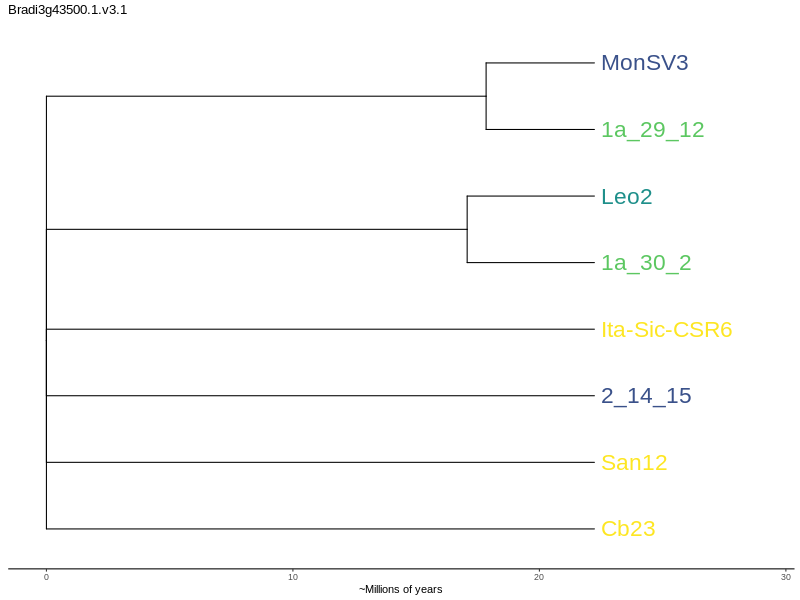 Bradi3g43500.1.v3.1
MonSV3
1a_29_12
Leo2
1a_30_2
Ita-Sic-CSR6
2_14_15
San12
Cb23
0 10 20 30
~Millions of years